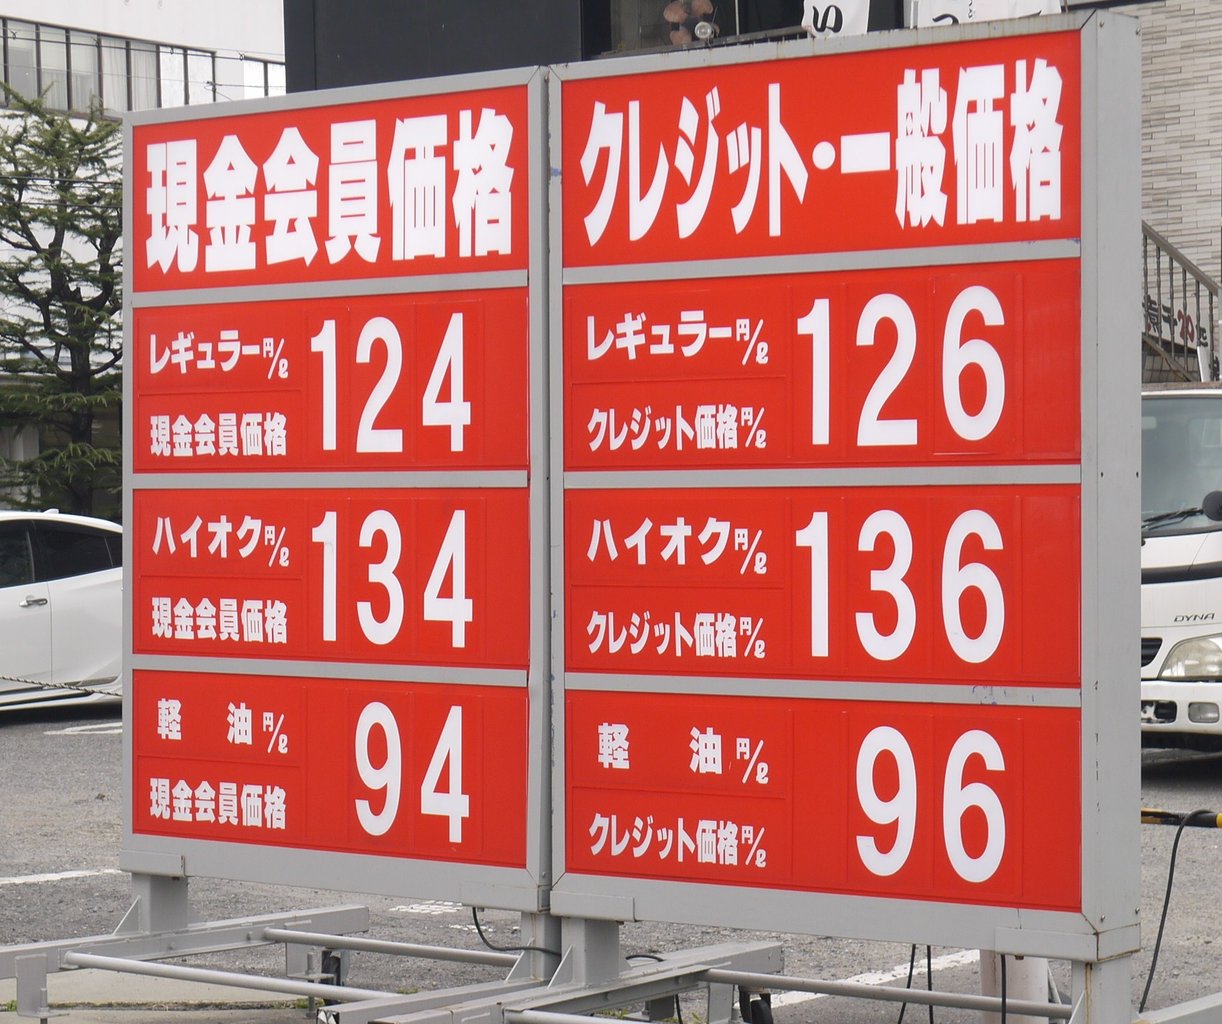 現金会員価格
レギュラー円/ℓ 124
現金会員価格
ハイオク円/ℓ 134
現金会員価格
軽油円/ℓ 94
現金会員価格
クレジット・一般価格
レギュラー円/ℓ 126
クレジット価格円/ℓ
ハイオク円/ℓ 136
クレジット価格円/ℓ
軽油円/ℓ 96
クレジット価格円/ℓ
DYNA